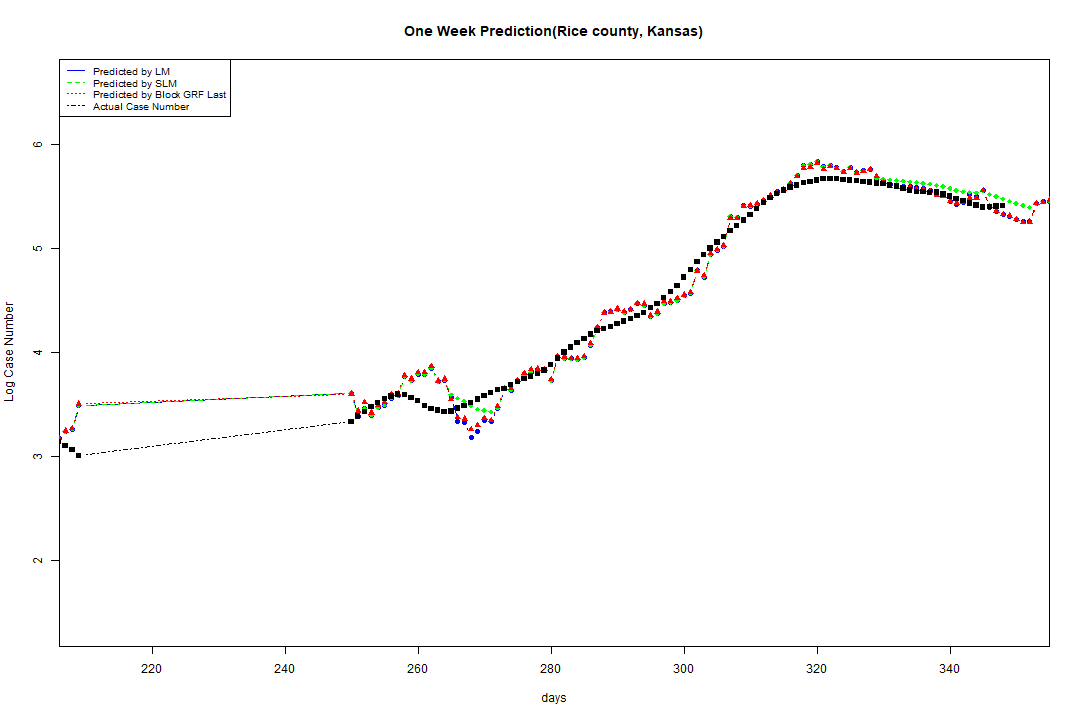 One Week Prediction(Rice county, Kansas)
Predicted by LM
Predicted by SLM
Predicted by Block GRF Last
Actual Case Number
6
5
4
3
2
Log Case Number
220 240 260 280 300 320 340
days